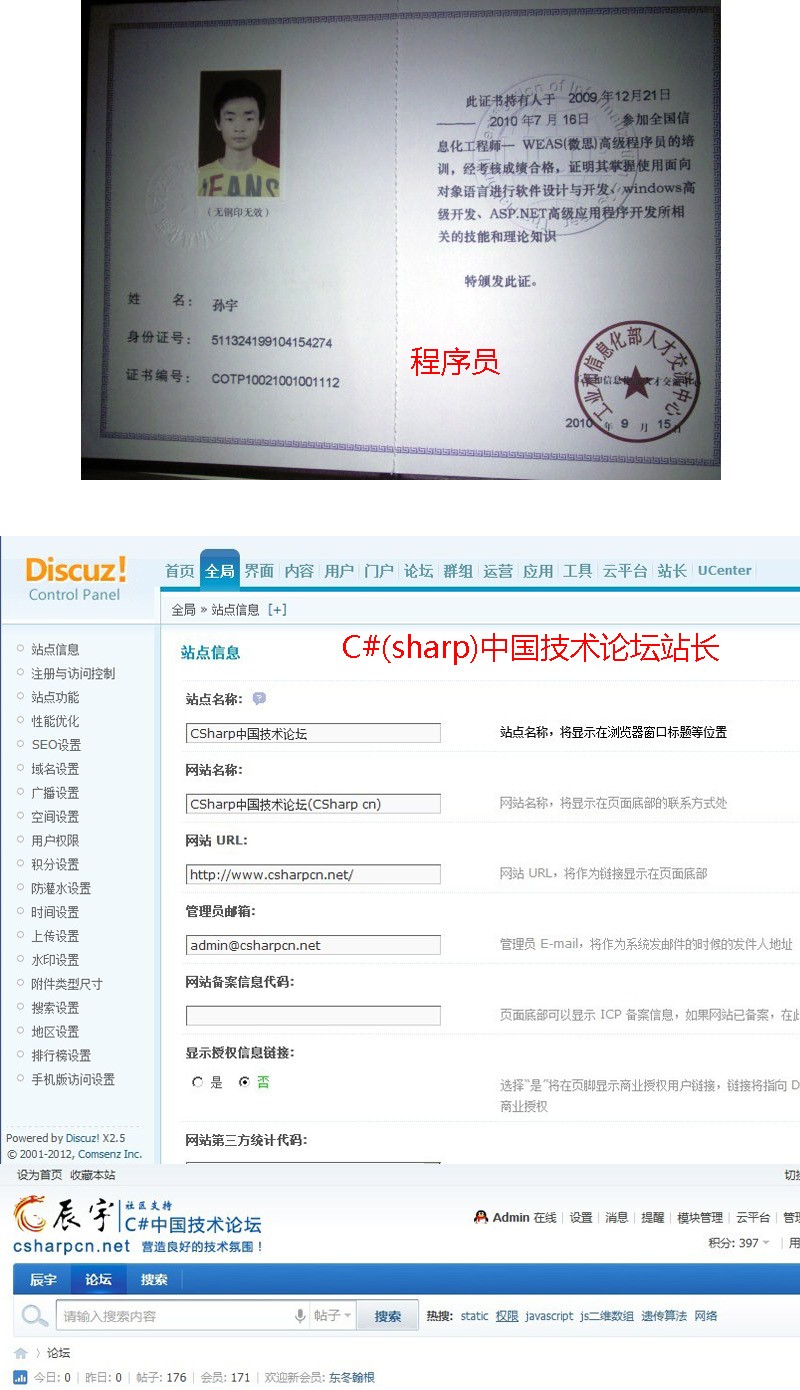 此证书持有人于 2009 年12月21日
—— 2010 年7 月 16日 参加全国信
息化工程师— WEAS(微思)高级程序员的培
训，经考核成绩合格，证明其掌握使用面向
对象语言进行软件设计与开发、windows高
级开发、ASP.NET高级应用程序开发所相
关的技能和理论知识
特颁发此证。
（无钢印无效）
姓 名： 孙宇
身份证号： 511324199104154274
证书编号： COTP10021001001112
程序员
工业和信息化部人才交流中心
2010 年 9 月 15日
Discuz!
Control Panel
首页 全局 界面 内容 用户 门户 论坛 群组 运营 应用 工具 云平台 站长 UCenter
全局 » 站点信息 [+]
站点信息
注册与访问控制
站点功能
性能优化
SEO设置
域名设置
广播设置
空间设置
用户权限
积分设置
防灌水设置
时间设置
上传设置
水印设置
附件类型尺寸
搜索设置
地区设置
排行榜设置
手机版访问设置
Powered by Discuz! X2.5
© 2001-2012, Comsenz Inc.
站点信息
C#(sharp)中国技术论坛站长
站点名称:
CSharp中国技术论坛
站点名称，将显示在浏览器窗口标题等位置
网站名称:
CSharp中国技术论坛(CSharp cn)
网站名称，将显示在页面底部的联系方式处
网站 URL:
http://www.csharpcn.net/
网站 URL，将作为链接显示在页面底部
管理员邮箱:
admin@csharpcn.net
管理员 E-mail，将作为系统发邮件的时候的发件人地址
网站备案信息代码:
页面底部可以显示 ICP 备案信息，如果网站已备案，在此
显示授权信息链接:
是 否
选择"是"将在页脚显示商业授权用户链接，链接将指向 D
商业授权
网站第三方统计代码:
设为首页 收藏本站
切换
辰宇 社区支持
C#中国技术论坛
csharpcn.net 营造良好的技术氛围！
Admin 在线 设置 消息 提醒 模块管理 云平台 管理
积分: 397 用
辰宇 论坛 搜索
请输入搜索内容 帖子 搜索 热搜: static 权限 javascript js二维数组 遗传算法 网络
论坛
今日: 0 | 昨日: 0 | 帖子: 176 | 会员: 171 | 欢迎新会员: 东冬翰根